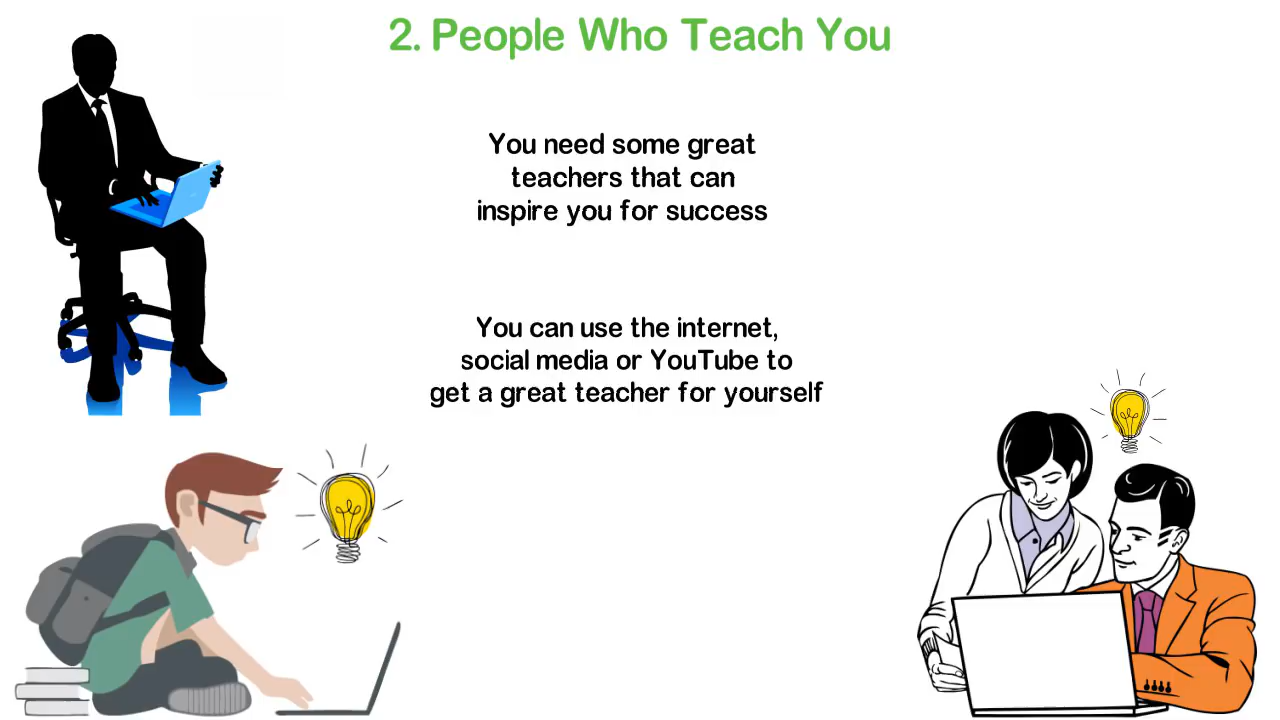 2. People Who Teach You
You need some great
teachers that can
inspire you for success
You can use the internet,
social media or YouTube to
get a great teacher for yourself